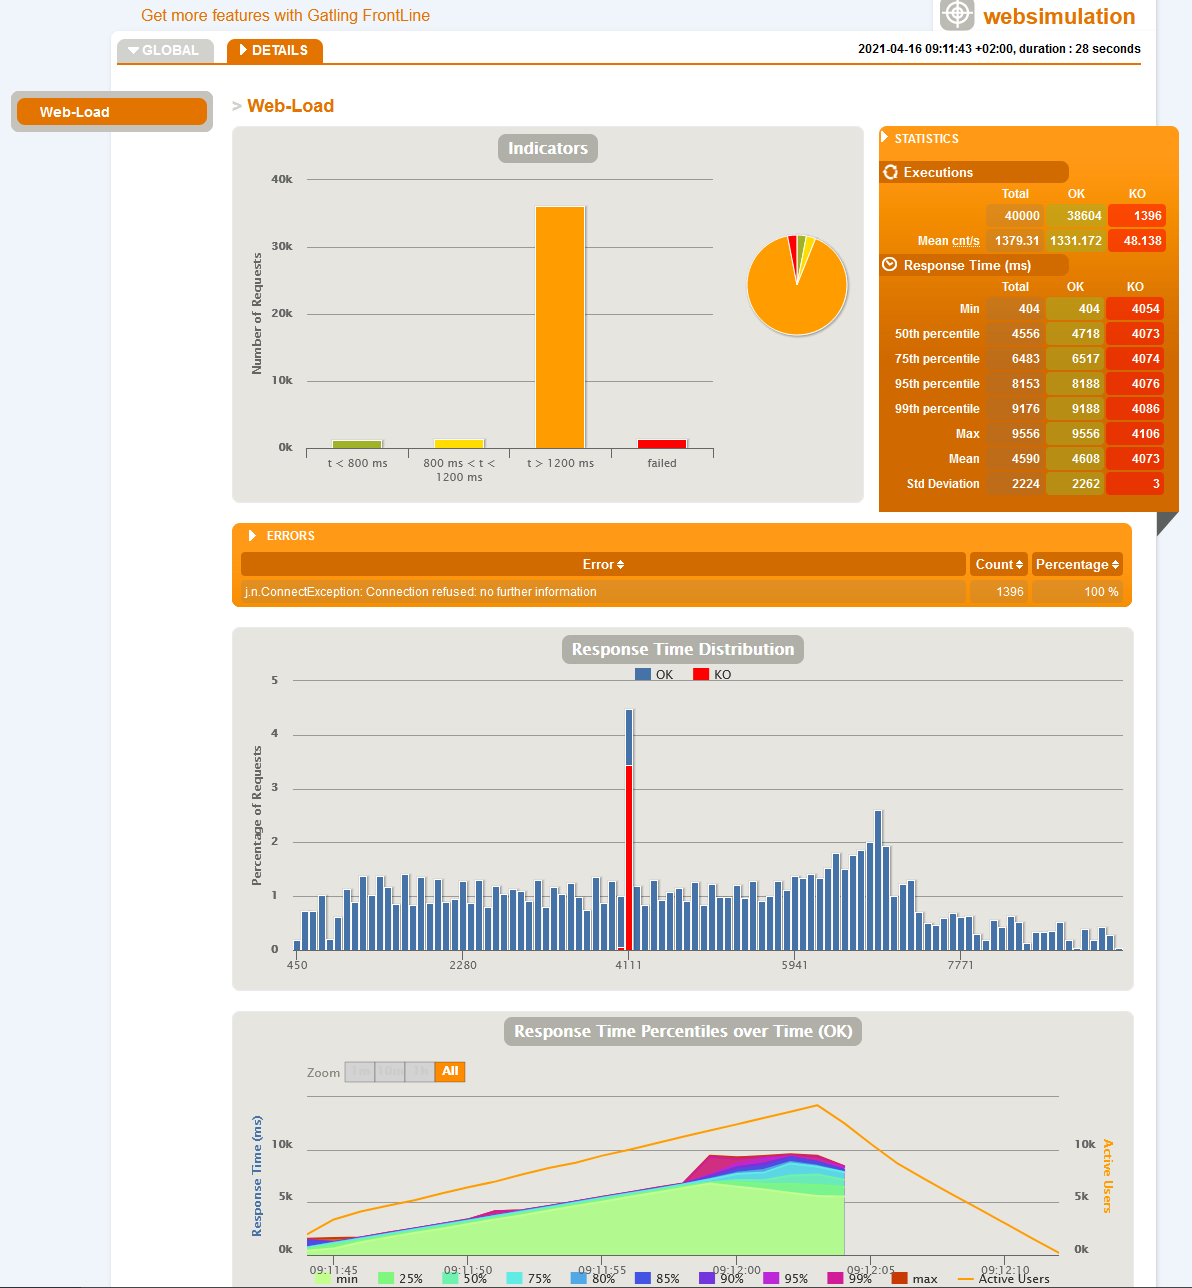 Get more features with Gatling FrontLine
websimulation
GLOBAL
DETAILS
2021-04-16 09:11:43 +02:00, duration : 28 seconds
Web-Load
> Web-Load
Indicators
40k
30k
20k
10k
0k
Number of Requests
t < 800 ms
800 ms < t <
1200 ms
t > 1200 ms
failed
STATISTICS
Executions
Total OK KO
40000 38604 1396
Mean cnt/s 1379.31 1331.172 48.138
Response Time (ms)
Total OK KO
Min 404 404 4054
50th percentile 4556 4718 4073
75th percentile 6483 6517 4074
95th percentile 8153 8188 4076
99th percentile 9176 9188 4086
Max 9556 9556 4106
Mean 4590 4608 4073
Std Deviation 2224 2262 3
ERRORS
Error Count Percentage
j.n.ConnectException: Connection refused: no further information 1396 100 %
Response Time Distribution
OK KO
5
4
3
2
1
0
Percentage of Requests
450 2280 4111 5941 7771
Response Time Percentiles over Time (OK)
Zoom 1m 10m 1h All
10k 10k
5k 5k
0k 0k
Response Time (ms)
Active Users
09:11:45 09:11:50 09:11:55 09:12:00 09:12:05 09:12:10
min 25% 50% 75% 80% 85% 90% 95% 99% max Active Users